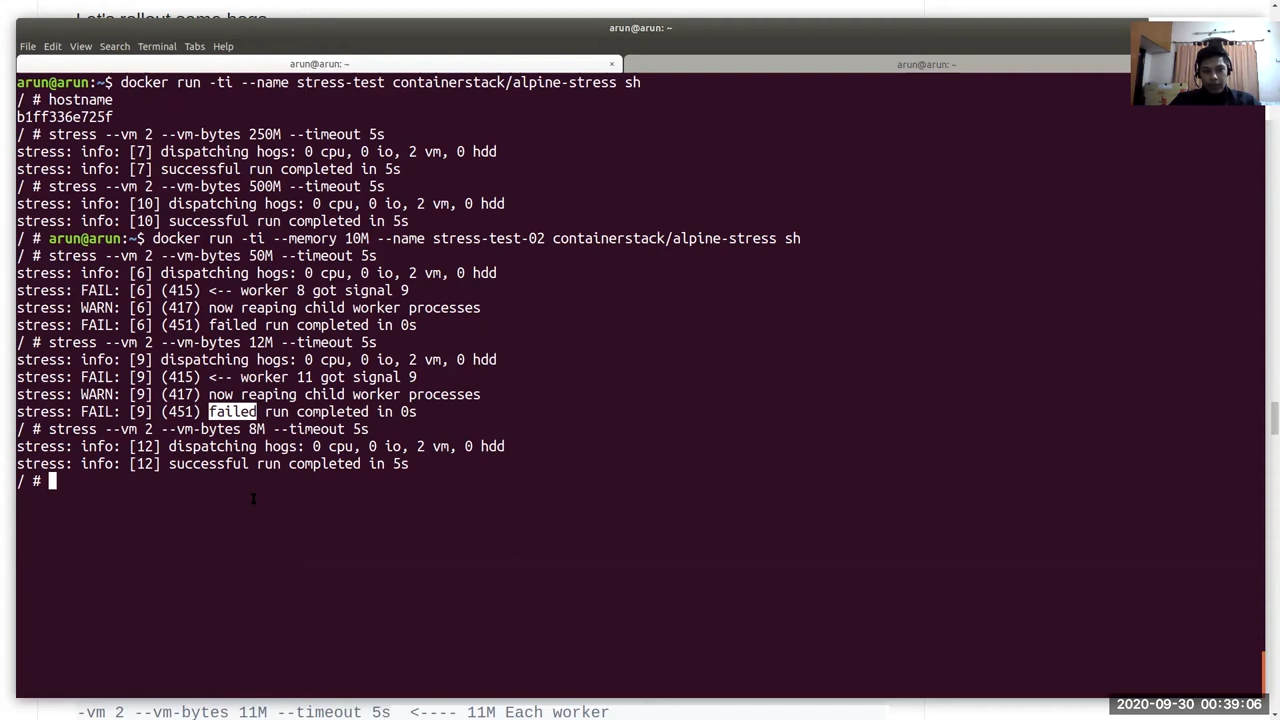 Let's rollout some hogs
arun@arun: ~
File Edit View Search Terminal Tabs Help
arun@arun: ~ × arun@arun: ~
arun@arun:~$ docker run -ti --name stress-test containerstack/alpine-stress sh
/ # hostname
b1ff336e725f
/ # stress --vm 2 --vm-bytes 250M --timeout 5s
stress: info: [7] dispatching hogs: 0 cpu, 0 io, 2 vm, 0 hdd
stress: info: [7] successful run completed in 5s
/ # stress --vm 2 --vm-bytes 500M --timeout 5s
stress: info: [10] dispatching hogs: 0 cpu, 0 io, 2 vm, 0 hdd
stress: info: [10] successful run completed in 5s
/ # arun@arun:~$ docker run -ti --memory 10M --name stress-test-02 containerstack/alpine-stress sh
/ # stress --vm 2 --vm-bytes 50M --timeout 5s
stress: info: [6] dispatching hogs: 0 cpu, 0 io, 2 vm, 0 hdd
stress: FAIL: [6] (415) <-- worker 8 got signal 9
stress: WARN: [6] (417) now reaping child worker processes
stress: FAIL: [6] (451) failed run completed in 0s
/ # stress --vm 2 --vm-bytes 12M --timeout 5s
stress: info: [9] dispatching hogs: 0 cpu, 0 io, 2 vm, 0 hdd
stress: FAIL: [9] (415) <-- worker 11 got signal 9
stress: WARN: [9] (417) now reaping child worker processes
stress: FAIL: [9] (451) failed run completed in 0s
/ # stress --vm 2 --vm-bytes 8M --timeout 5s
stress: info: [12] dispatching hogs: 0 cpu, 0 io, 2 vm, 0 hdd
stress: info: [12] successful run completed in 5s
/ #
2020-09-30 00:39:06
-vm 2 --vm-bytes 11M --timeout 5s <---- 11M Each worker